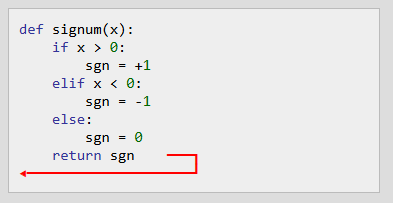 def signum(x):
    if x > 0:
        sgn = +1
    elif x < 0:
        sgn = -1
    else:
        sgn = 0
    return sgn